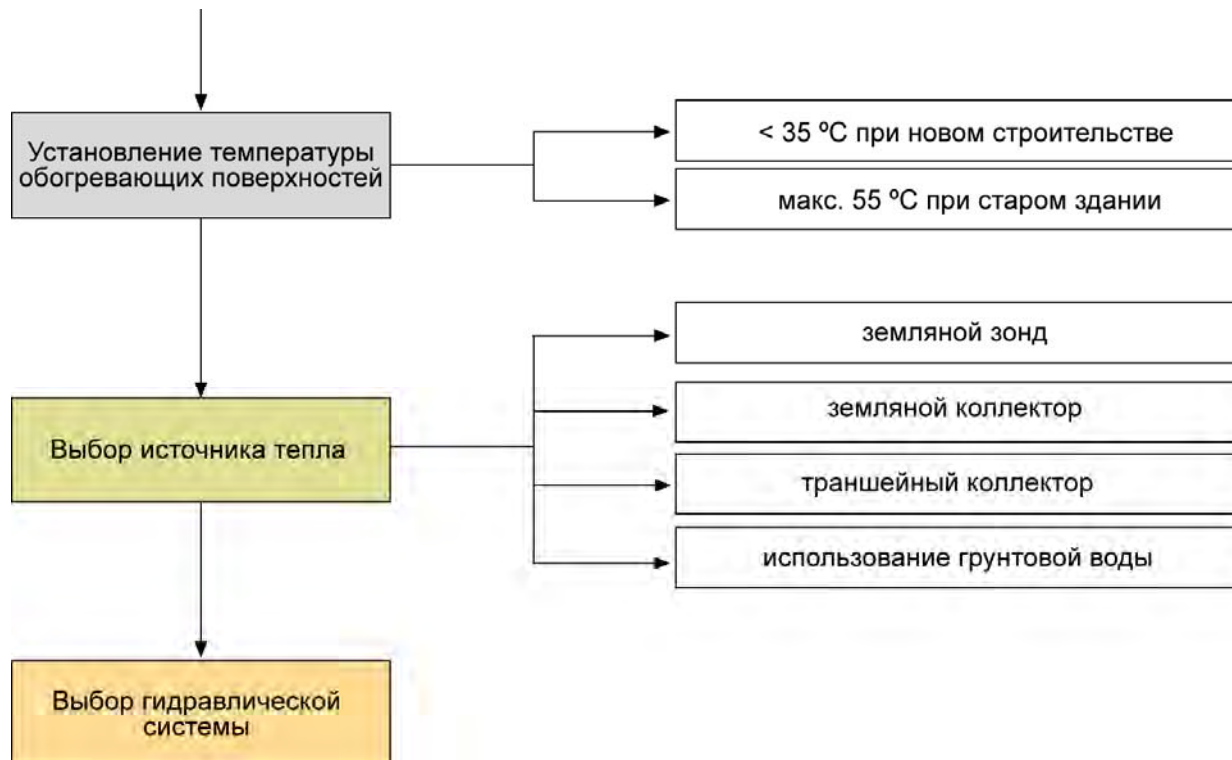 Установление температуры
обогревающих поверхностей
< 35 ºC при новом строительстве
макс. 55 ºC при старом здании
Выбор источника тепла
земляной зонд
земляной коллектор
траншейный коллектор
использование грунтовой воды
Выбор гидравлической
системы